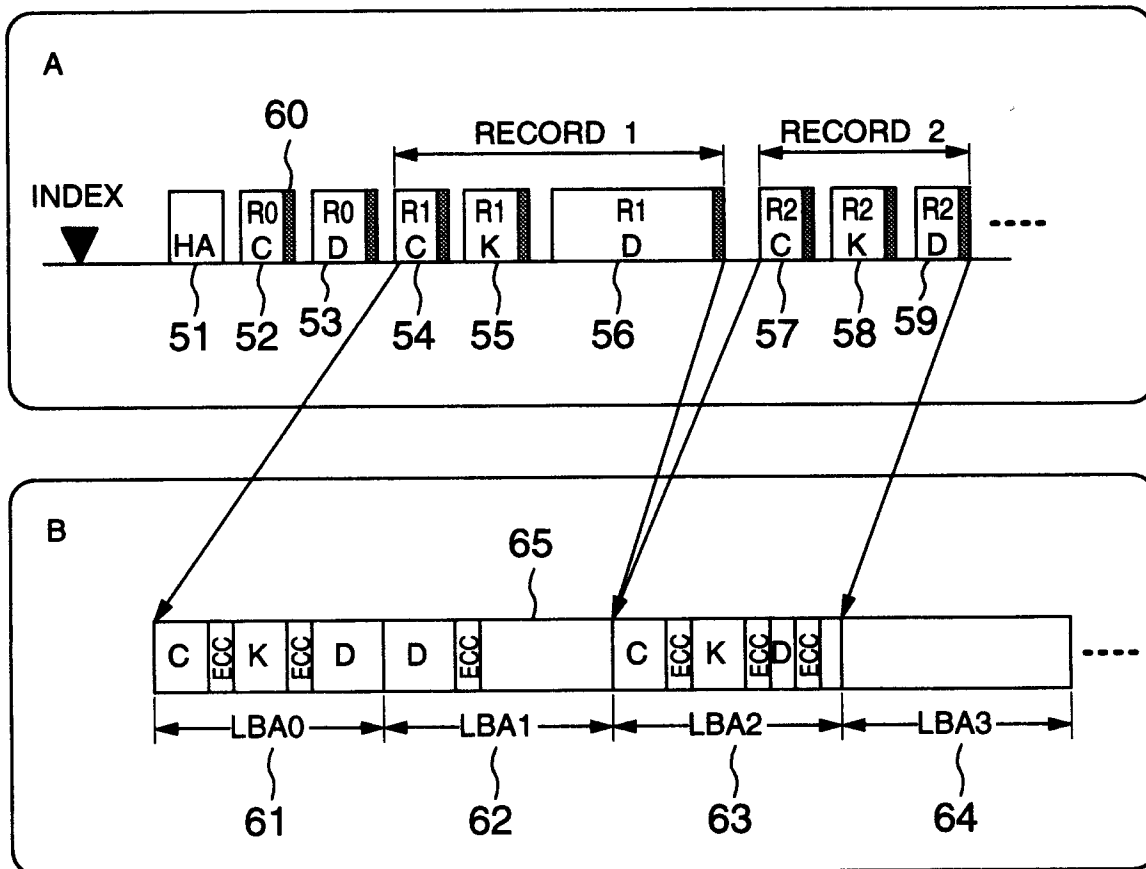 A
60
RECORD 1
RECORD 2
INDEX
HA
R0 C
R0 D
R1 C
R1 K
R1 D
R2 C
R2 K
R2 D
51
52
53
54
55
56
57
58
59
B
65
C ECC K ECC D D ECC C ECC K ECC D ECC
LBA0 LBA1 LBA2 LBA3
61 62 63 64